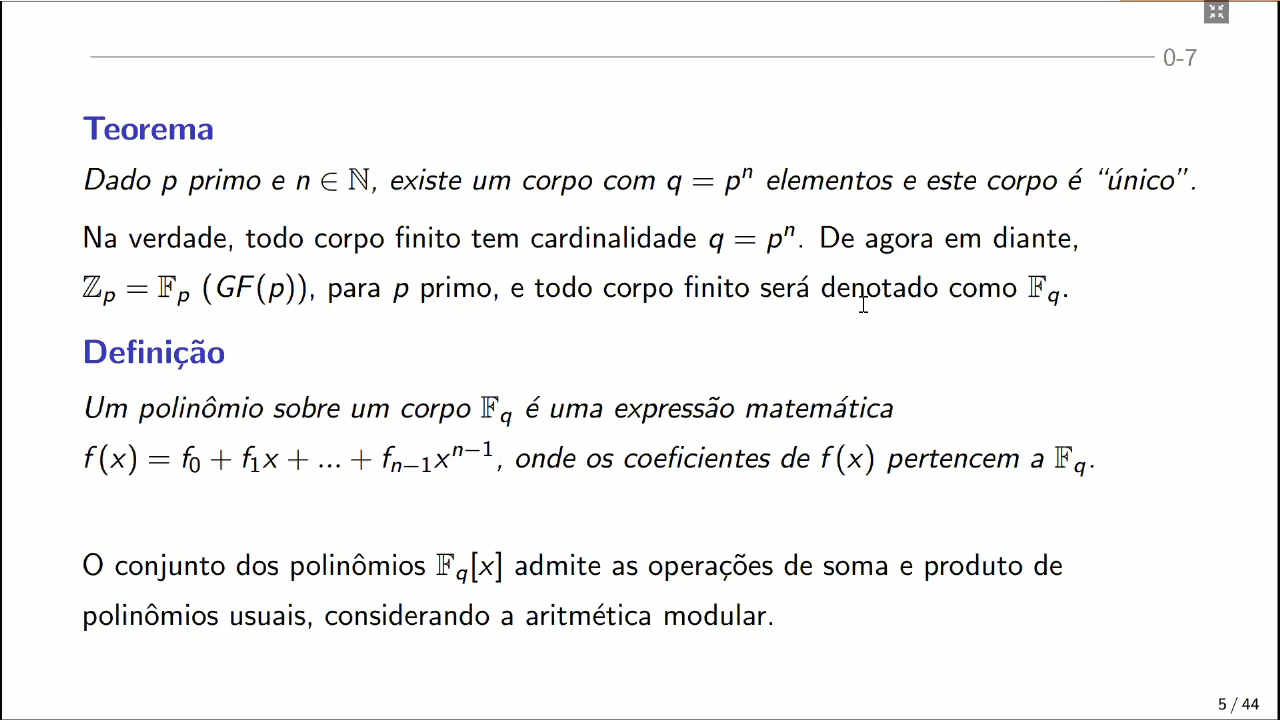 0-7
Teorema
Dado p primo e n ∈ ℕ, existe um corpo com q = pⁿ elementos e este corpo é “único”.
Na verdade, todo corpo finito tem cardinalidade q = pⁿ. De agora em diante,
ℤₚ = 𝔽ₚ (GF(p)), para p primo, e todo corpo finito será denotado como 𝔽_q.
Definição
Um polinômio sobre um corpo 𝔽_q é uma expressão matemática
f(x) = f₀ + f₁x + ... + fₙ₋₁xⁿ⁻¹, onde os coeficientes de f(x) pertencem a 𝔽_q.
O conjunto dos polinômios 𝔽_q[x] admite as operações de soma e produto de
polinômios usuais, considerando a aritmética modular.
5 / 44